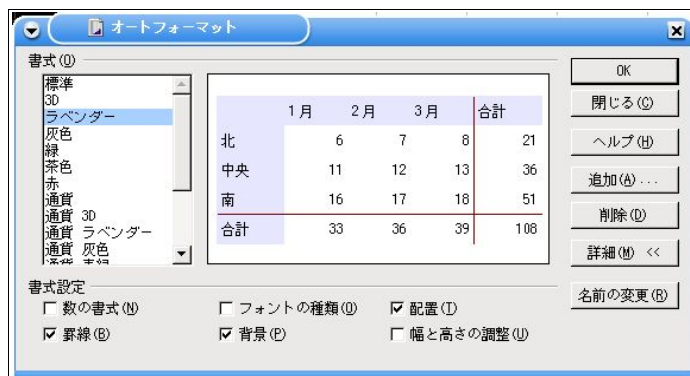 オートフォーマット
書式(O)
標準
3D
ラベンダー
灰色
緑
茶色
赤
通貨
通貨 3D
通貨 ラベンダー
通貨 灰色
1月 2月 3月 合計
北 6 7 8 21
中央 11 12 13 36
南 16 17 18 51
合計 33 36 39 108
OK
閉じる(C)
ヘルプ(H)
追加(A)...
削除(D)
詳細(M) <<
名前の変更(R)
書式設定
数の書式(N) フォントの種類(O) 配置(T)
罫線(B) 背景(P) 幅と高さの調整(U)